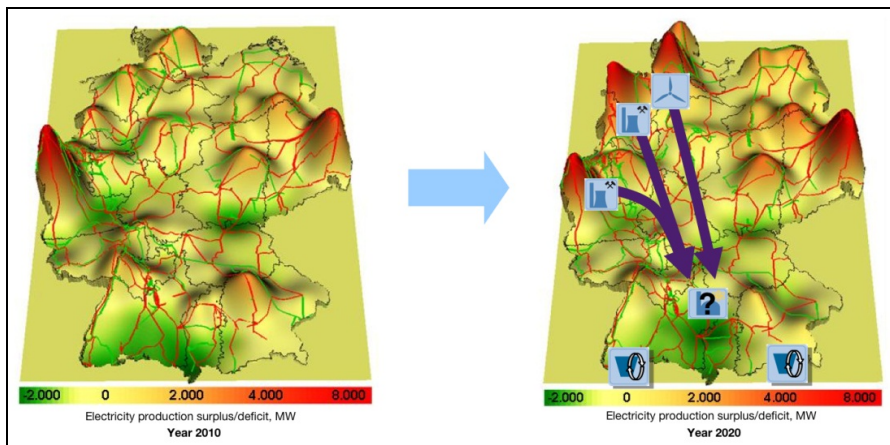 -2.000 0 2.000 4.000 8.000
Electricity production surplus/deficit, MW
Year 2010
?
-2.000 0 2.000 4.000 8.000
Electricity production surplus/deficit, MW
Year 2020